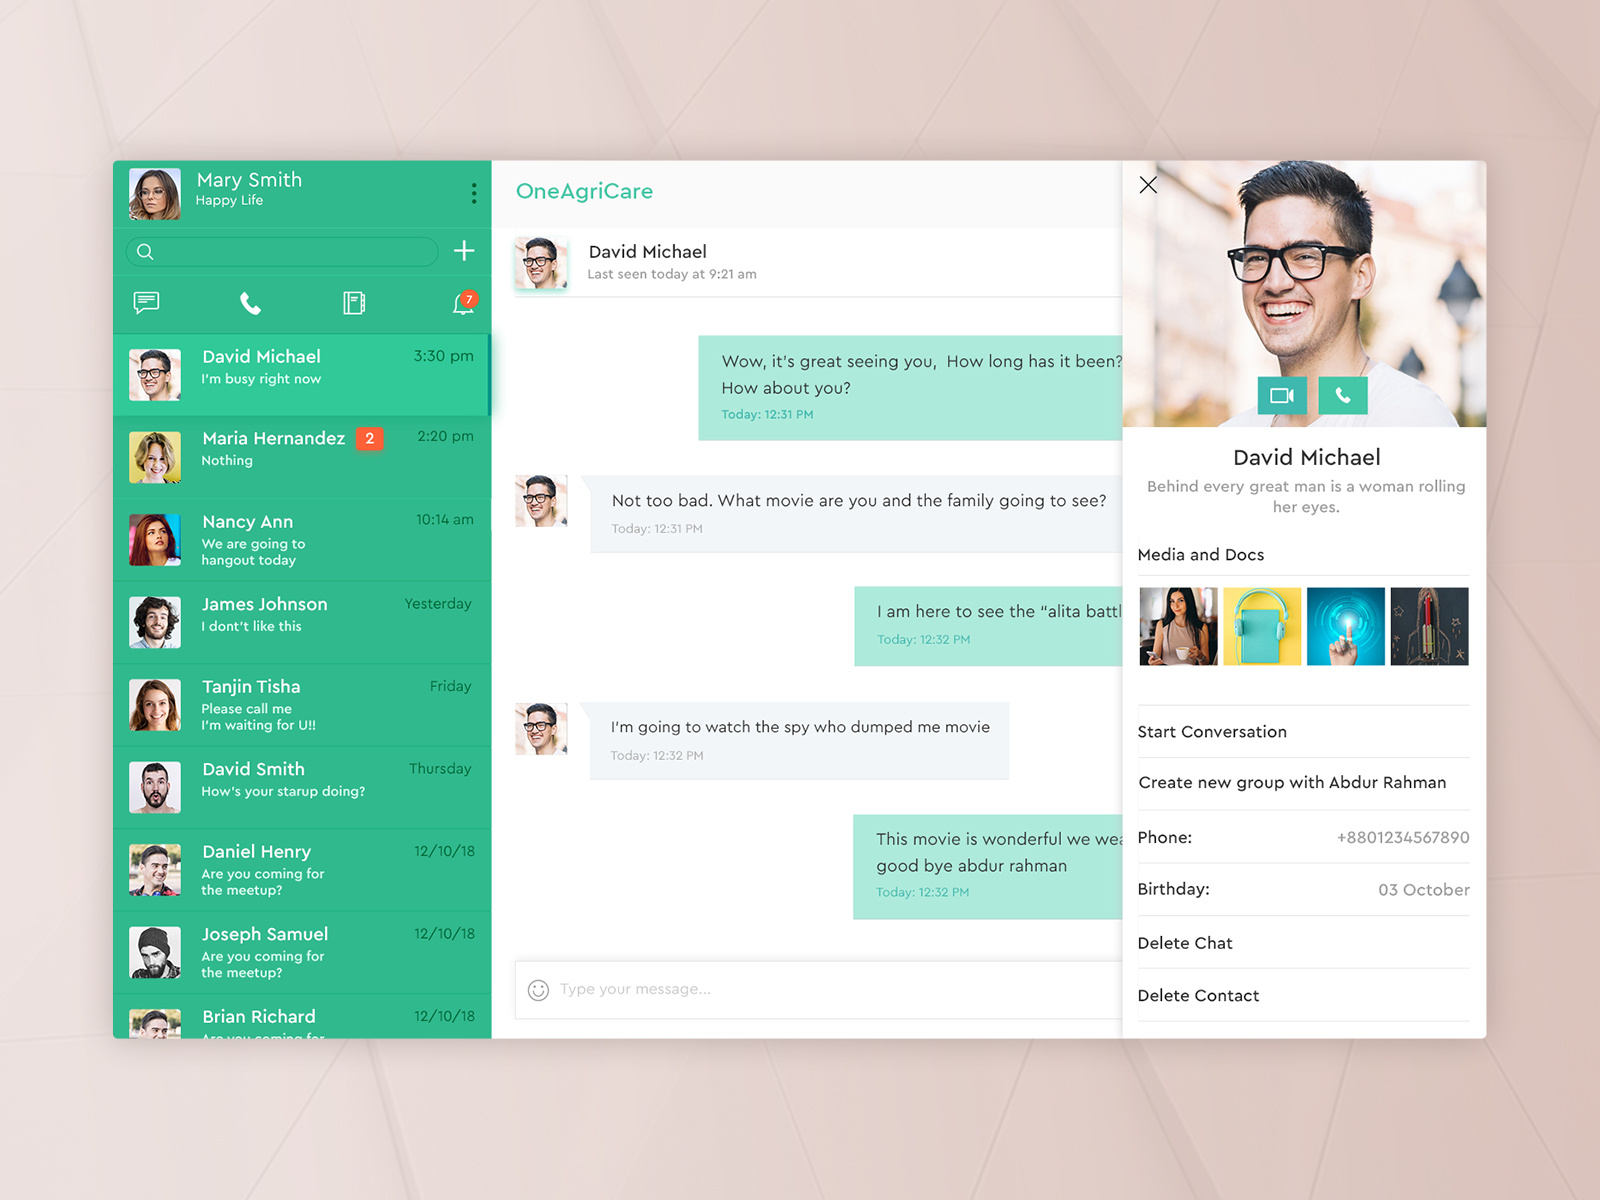 Mary Smith
Happy Life
7
David Michael
3:30 pm
I'm busy right now
Maria Hernandez
2
2:20 pm
Nothing
Nancy Ann
10:14 am
We are going to
hangout today
James Johnson
Yesterday
I dont't like this
Tanjin Tisha
Friday
Please call me
I'm waiting for U!!
David Smith
Thursday
How's your starup doing?
Daniel Henry
12/10/18
Are you coming for
the meetup?
Joseph Samuel
12/10/18
Are you coming for
the meetup?
Brian Richard
12/10/18
Are you coming for
OneAgriCare
David Michael
Last seen today at 9:21 am
Wow, it's great seeing you, How long has it been?
How about you?
Today: 12:31 PM
Not too bad. What movie are you and the family going to see?
Today: 12:31 PM
I am here to see the “alita battl
Today: 12:32 PM
I'm going to watch the spy who dumped me movie
Today: 12:32 PM
This movie is wonderful we wea
good bye abdur rahman
Today: 12:32 PM
Type your message...
David Michael
Behind every great man is a woman rolling
her eyes.
Media and Docs
Start Conversation
Create new group with Abdur Rahman
Phone:
+8801234567890
Birthday:
03 October
Delete Chat
Delete Contact